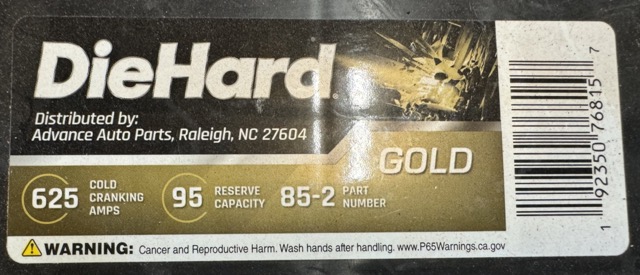 DieHard
Distributed by:
Advance Auto Parts, Raleigh, NC 27604
GOLD
625 COLD CRANKING AMPS
95 RESERVE CAPACITY
85-2 PART NUMBER
WARNING: Cancer and Reproductive Harm. Wash hands after handling. www.P65Warnings.ca.gov
1 92350 76815 7